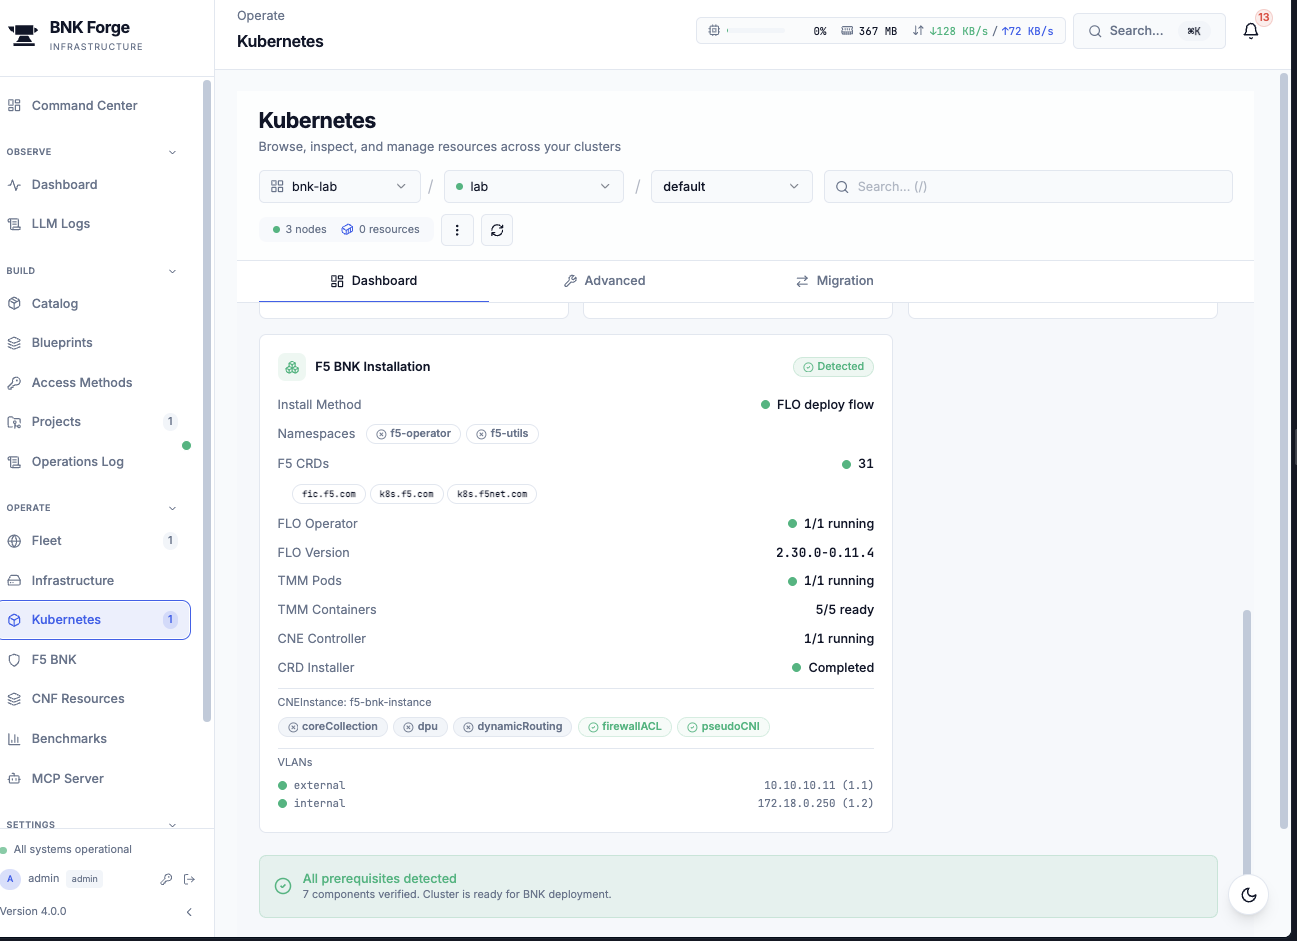 BNK Forge
INFRASTRUCTURE
Operate
Kubernetes
0% 367 MB ↓128 KB/s / ↑72 KB/s
Search... ⌘K
13
Command Center
OBSERVE
Dashboard
LLM Logs
BUILD
Catalog
Blueprints
Access Methods
Projects 1
Operations Log
OPERATE
Fleet 1
Infrastructure
Kubernetes 1
F5 BNK
CNF Resources
Benchmarks
MCP Server
SETTINGS
All systems operational
A admin admin
Version 4.0.0
Kubernetes
Browse, inspect, and manage resources across your clusters
bnk-lab / lab / default Search... (/)
3 nodes 0 resources
Dashboard Advanced Migration
F5 BNK Installation Detected
Install Method FLO deploy flow
Namespaces f5-operator f5-utils
F5 CRDs 31
fic.f5.com k8s.f5.com k8s.f5net.com
FLO Operator 1/1 running
FLO Version 2.30.0-0.11.4
TMM Pods 1/1 running
TMM Containers 5/5 ready
CNE Controller 1/1 running
CRD Installer Completed
CNEInstance: f5-bnk-instance
coreCollection dpu dynamicRouting firewallACL pseudoCNI
VLANs
external 10.10.10.11 (1.1)
internal 172.18.0.250 (1.2)
All prerequisites detected
7 components verified. Cluster is ready for BNK deployment.